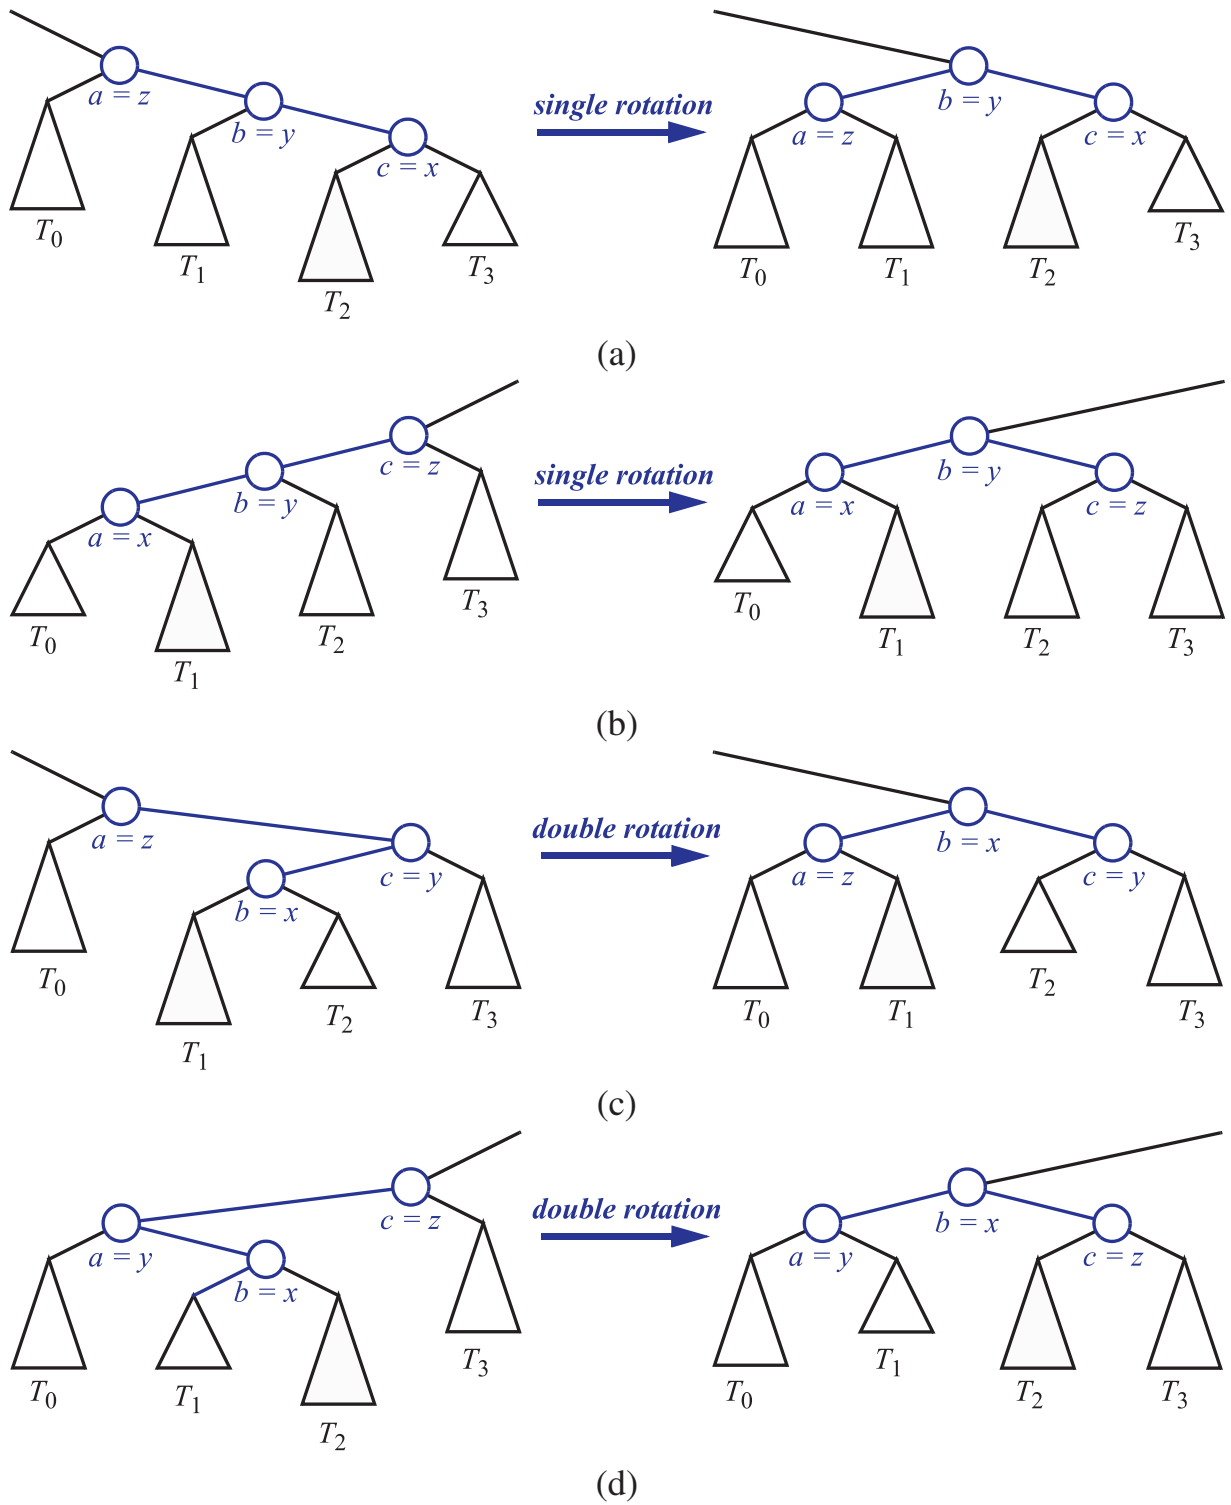 a = z
b = y
c = x
T0
T1
T2
T3
single rotation
b = y
a = z
c = x
T0
T1
T2
T3
(a)
c = z
b = y
a = x
T0
T1
T2
T3
single rotation
b = y
a = x
c = z
T0
T1
T2
T3
(b)
a = z
c = y
b = x
T0
T1
T2
T3
double rotation
b = x
a = z
c = y
T0
T1
T2
T3
(c)
c = z
a = y
b = x
T0
T1
T2
T3
double rotation
b = x
a = y
c = z
T0
T1
T2
T3
(d)